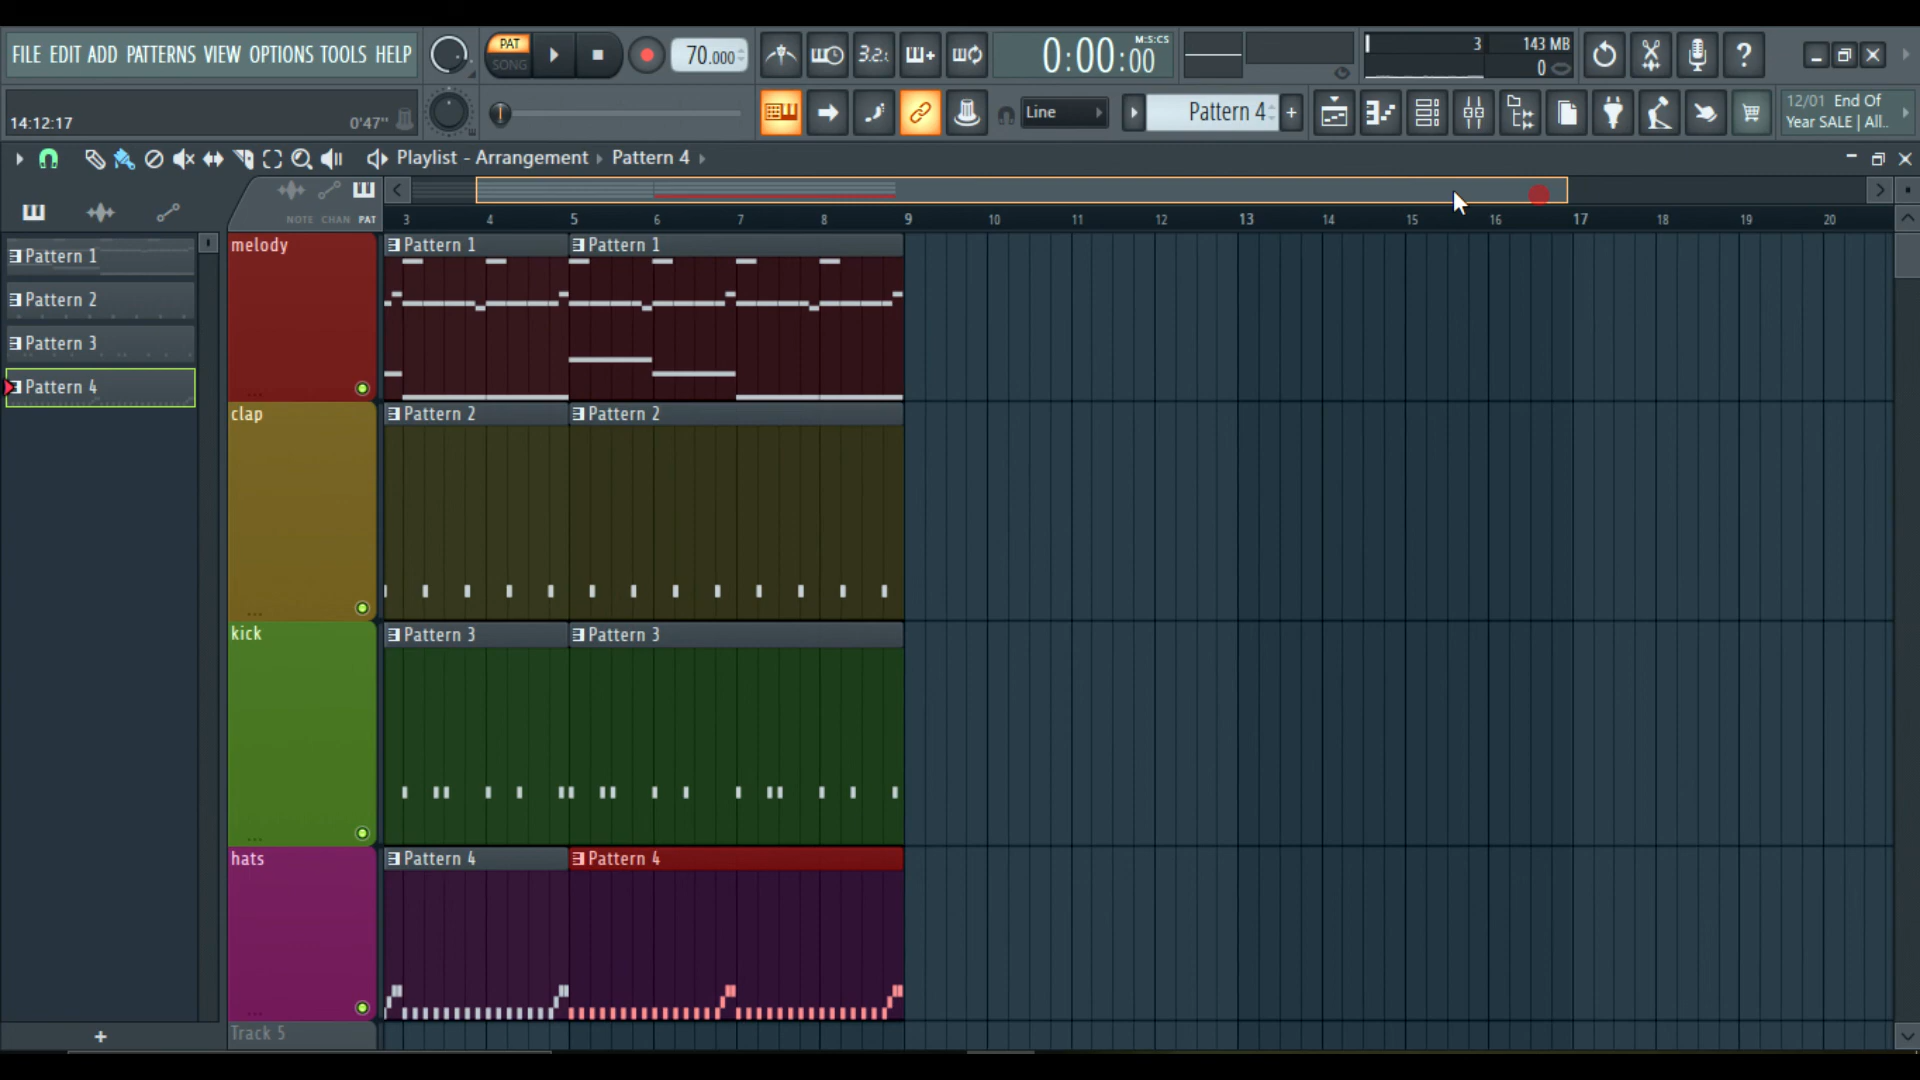 FILE EDIT ADD PATTERNS VIEW OPTIONS TOOLS HELP
PAT
SONG
70.000
3.2.
0:00:00
M:S:CS
3
143 MB
0
14:12:17
0'47"
Line
Pattern 4
+
12/01 End Of
Year SALE | All..
Playlist - Arrangement
Pattern 4
NOTE CHAN PAT
3 4 5 6 7 8 9 10 11 12 13 14 15 16 17 18 19 20
Pattern 1
Pattern 2
Pattern 3
Pattern 4
+
melody
Pattern 1
Pattern 1
clap
Pattern 2
Pattern 2
kick
Pattern 3
Pattern 3
hats
Pattern 4
Pattern 4
Track 5